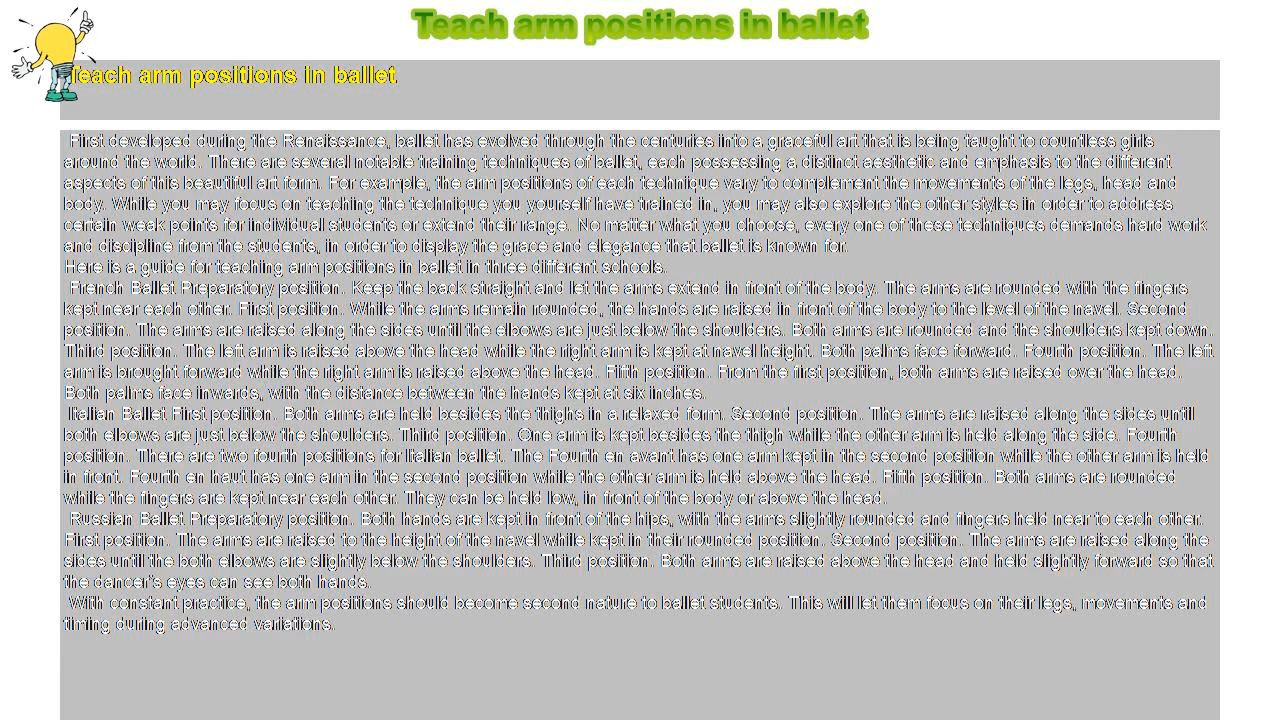 Teach arm positions in ballet
Teach arm positions in ballet
First developed during the Renaissance, ballet has evolved through the centuries into a graceful art that is being taught to countless girls
around the world. There are several notable training techniques of ballet, each possessing a distinct aesthetic and emphasis to the different
aspects of this beautiful art form. For example, the arm positions of each technique vary to complement the movements of the legs, head and
body. While you may focus on teaching the technique you yourself have trained in, you may also explore the other styles in order to address
certain weak points for individual students or extend their range. No matter what you choose, every one of these techniques demands hard work
and discipline from the students, in order to display the grace and elegance that ballet is known for.
Here is a guide for teaching arm positions in ballet in three different schools.
French Ballet Preparatory position. Keep the back straight and let the arms extend in front of the body. The arms are rounded with the fingers
kept near each other. First position. While the arms remain rounded, the hands are raised in front of the body to the level of the navel. Second
position. The arms are raised along the sides until the elbows are just below the shoulders. Both arms are rounded and the shoulders kept down.
Third position. The left arm is raised above the head while the right arm is kept at navel height. Both palms face forward. Fourth position. The left
arm is brought forward while the right arm is raised above the head. Fifth position. From the first position, both arms are raised over the head.
Both palms face inwards, with the distance between the hands kept at six inches.
Italian Ballet First position. Both arms are held besides the thighs in a relaxed form. Second position. The arms are raised along the sides until
both elbows are just below the shoulders. Third position. One arm is kept besides the thigh while the other arm is held along the side. Fourth
position. There are two fourth positions for Italian ballet. The Fourth en avant has one arm kept in the second position while the other arm is held
in front. Fourth en haut has one arm in the second position while the other arm is held above the head. Fifth position. Both arms are rounded
while the fingers are kept near each other. They can be held low, in front of the body or above the head.
Russian Ballet Preparatory position. Both hands are kept in front of the hips, with the arms slightly rounded and fingers held near to each other.
First position. The arms are raised to the height of the navel while kept in their rounded position. Second position. The arms are raised along the
sides until the both elbows are slightly below the shoulders. Third position. Both arms are raised above the head and held slightly forward so that
the dancer's eyes can see both hands.
With constant practice, the arm positions should become second nature to ballet students. This will let them focus on their legs, movements and
timing during advanced variations.